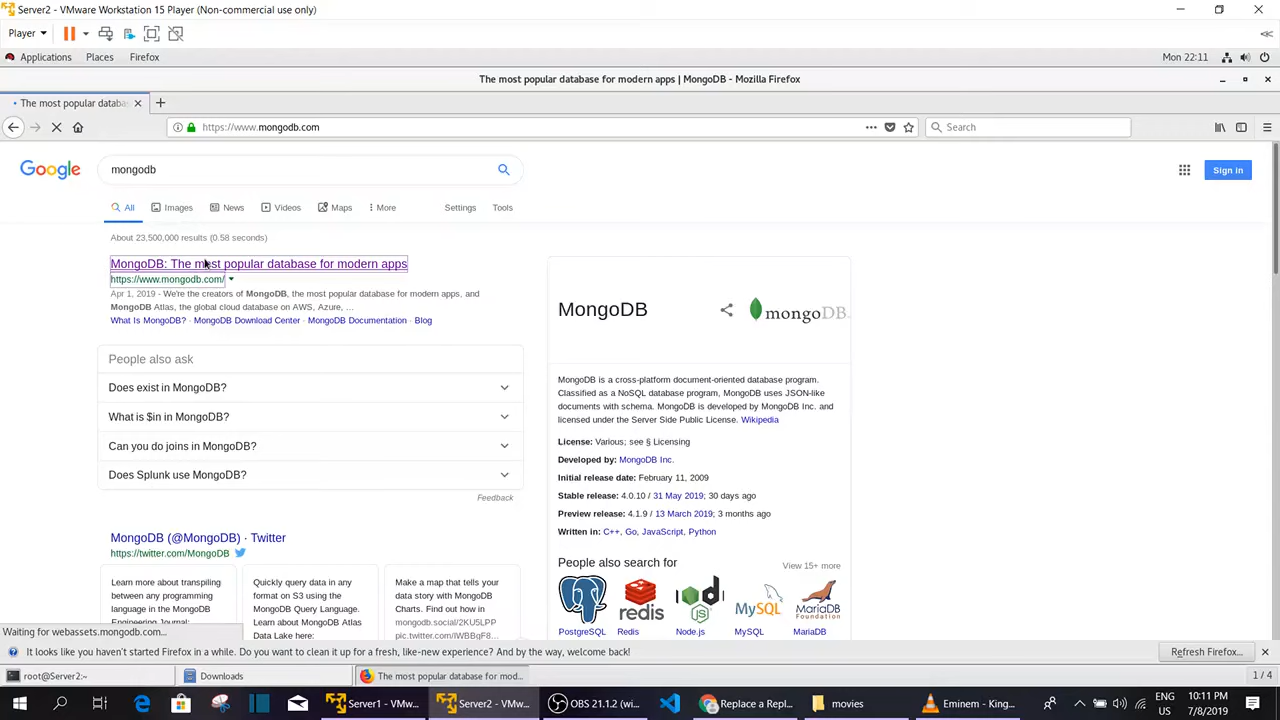 Server2 - VMware Workstation 15 Player (Non-commercial use only)
Player
Applications Places Firefox Mon 22:11
The most popular database for modern apps | MongoDB - Mozilla Firefox
The most popular databa
https://www.mongodb.com Search
Google mongodb Sign in
All Images News Videos Maps More Settings Tools
About 23,500,000 results (0.58 seconds)
MongoDB: The most popular database for modern apps
https://www.mongodb.com/
Apr 1, 2019 - We're the creators of MongoDB, the most popular database for modern apps, and
MongoDB Atlas, the global cloud database on AWS, Azure, ...
What Is MongoDB? · MongoDB Download Center · MongoDB Documentation · Blog
People also ask
Does exist in MongoDB?
What is $in in MongoDB?
Can you do joins in MongoDB?
Does Splunk use MongoDB?
Feedback
MongoDB (@MongoDB) · Twitter
https://twitter.com/MongoDB
Learn more about transpiling
between any programming
language in the MongoDB
Engineering Journal:
Quickly query data in any
format on S3 using the
MongoDB Query Language.
Learn about MongoDB Atlas
Data Lake here:
Make a map that tells your
data story with MongoDB
Charts. Find out how in
mongodb.social/2KU5LPP
pic.twitter.com/IWBBgF8...
MongoDB
mongoDB.
MongoDB is a cross-platform document-oriented database program.
Classified as a NoSQL database program, MongoDB uses JSON-like
documents with schema. MongoDB is developed by MongoDB Inc. and
licensed under the Server Side Public License. Wikipedia
License: Various; see § Licensing
Developed by: MongoDB Inc.
Initial release date: February 11, 2009
Stable release: 4.0.10 / 31 May 2019; 30 days ago
Preview release: 4.1.9 / 13 March 2019; 3 months ago
Written in: C++, Go, JavaScript, Python
People also search for View 15+ more
redis
node
JS
MySQL
MariaDB
FOUNDATION
PostgreSQL Redis Node.js MySQL MariaDB
Waiting for webassets.mongodb.com...
It looks like you haven't started Firefox in a while. Do you want to clean it up for a fresh, like-new experience? And by the way, welcome back! Refresh Firefox...
root@Server2:~ Downloads The most popular database for mod... 1 / 4
Server1 - VMw... Server2 - VMw... OBS 21.1.2 (wi... Replace a Repl... movies Eminem - King... ENG 10:11 PM
US 7/8/2019